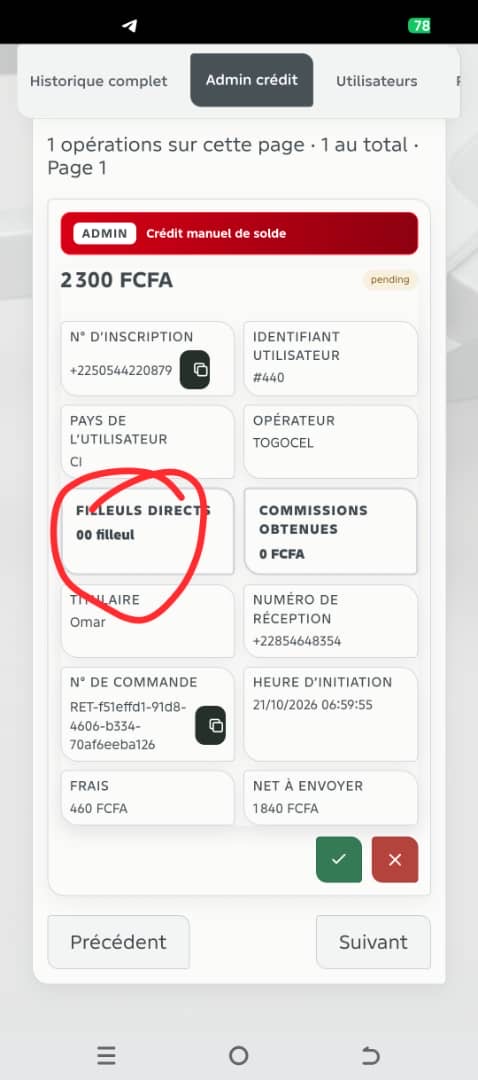 78
Historique complet
Admin crédit
Utilisateurs
1 opérations sur cette page · 1 au total ·
Page 1
ADMIN
Crédit manuel de solde
2 300 FCFA
pending
N° D'INSCRIPTION
+2250544220879
IDENTIFIANT
UTILISATEUR
#440
PAYS DE
L'UTILISATEUR
CI
OPÉRATEUR
TOGOCEL
FILLEULS DIRECTS
00 filleul
COMMISSIONS
OBTENUES
0 FCFA
TITULAIRE
Omar
NUMÉRO DE
RÉCEPTION
+22854648354
N° DE COMMANDE
RET-f51effd1-91d8-
4606-b334-
70af6eeba126
HEURE D'INITIATION
21/10/2026 06:59:55
FRAIS
460 FCFA
NET À ENVOYER
1 840 FCFA
Précédent
Suivant